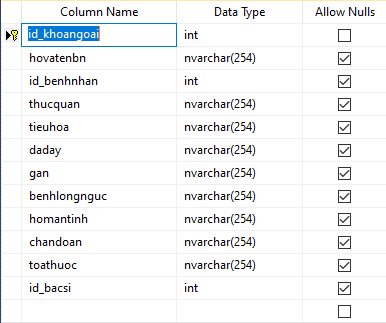 Column Name Data Type Allow Nulls
id_khoangoai int
hovatenbn nvarchar(254)
id_benhnhan int
thucquan nvarchar(254)
tieuhoa nvarchar(254)
daday nvarchar(254)
gan nvarchar(254)
benhlongnguc nvarchar(254)
homantinh nvarchar(254)
chandoan nvarchar(254)
toathuoc nvarchar(254)
id_bacsi int